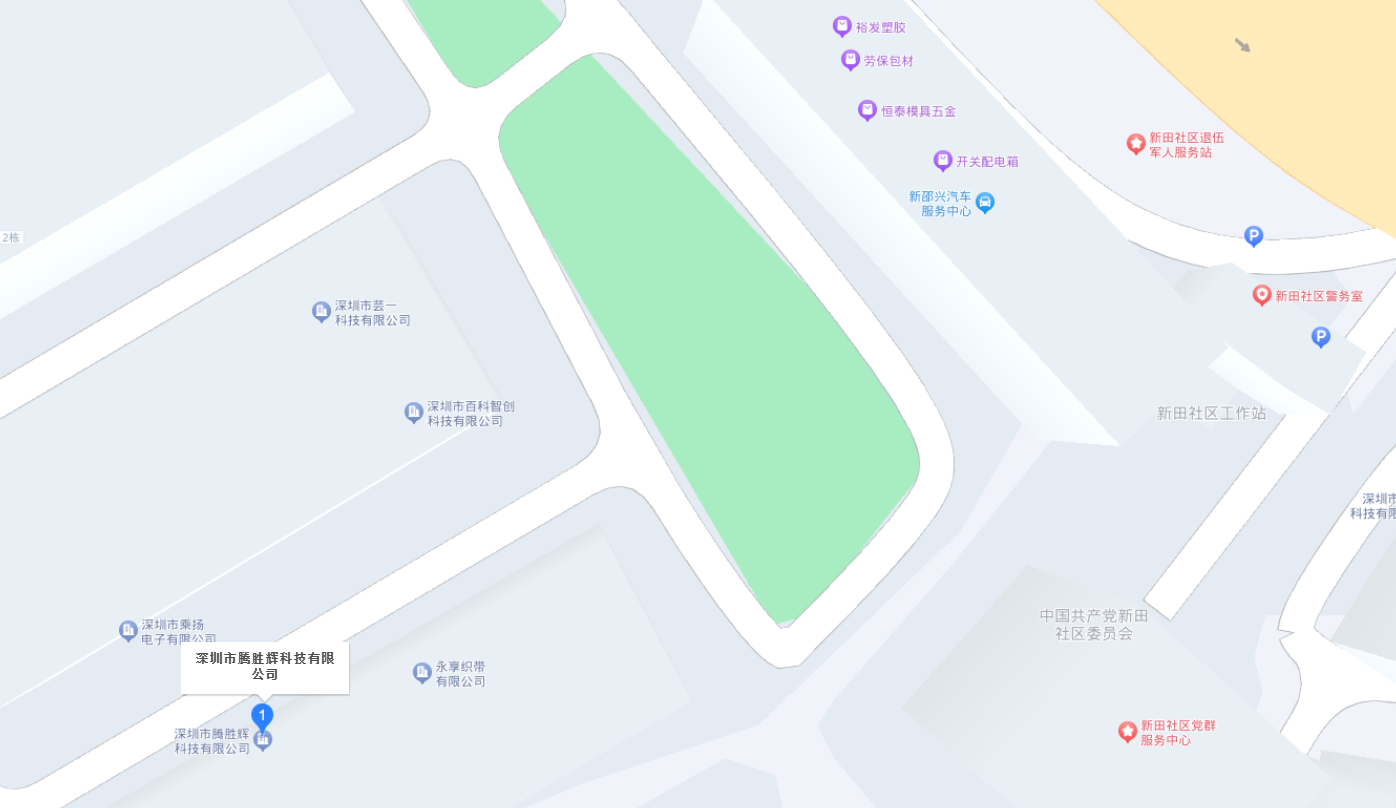 裕发塑胶
劳保包材
恒泰模具五金
新田社区退伍
军人服务站
开关配电箱
新邵兴汽车
服务中心
P
2栋
新田社区警务室
深圳市芸一
科技有限公司
P
深圳市百科智创
科技有限公司
新田社区工作站
深圳市
科技有限
中国共产党新田
社区委员会
深圳市乘扬
电子有限公司
深圳市腾胜辉科技有限
公司
永享织带
有限公司
1
深圳市腾胜辉
科技有限公司
新田社区党群
服务中心